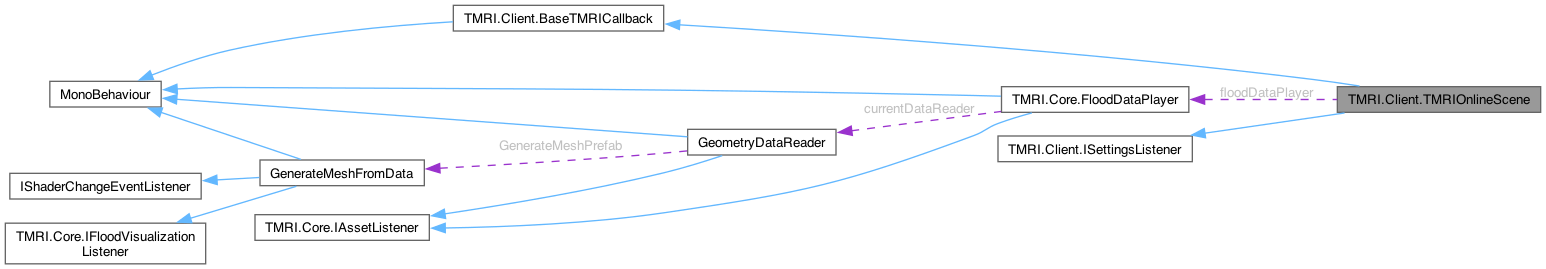 TMRI.Client.BaseTMRICallback
MonoBehaviour
TMRI.Core.FloodDataPlayer
floodDataPlayer
TMRI.Client.TMRIOnlineScene
currentDataReader
GeometryDataReader
TMRI.Client.ISettingsListener
GenerateMeshPrefab
GenerateMeshFromData
IShaderChangeEventListener
TMRI.Core.IAssetListener
TMRI.Core.IFloodVisualization
Listener